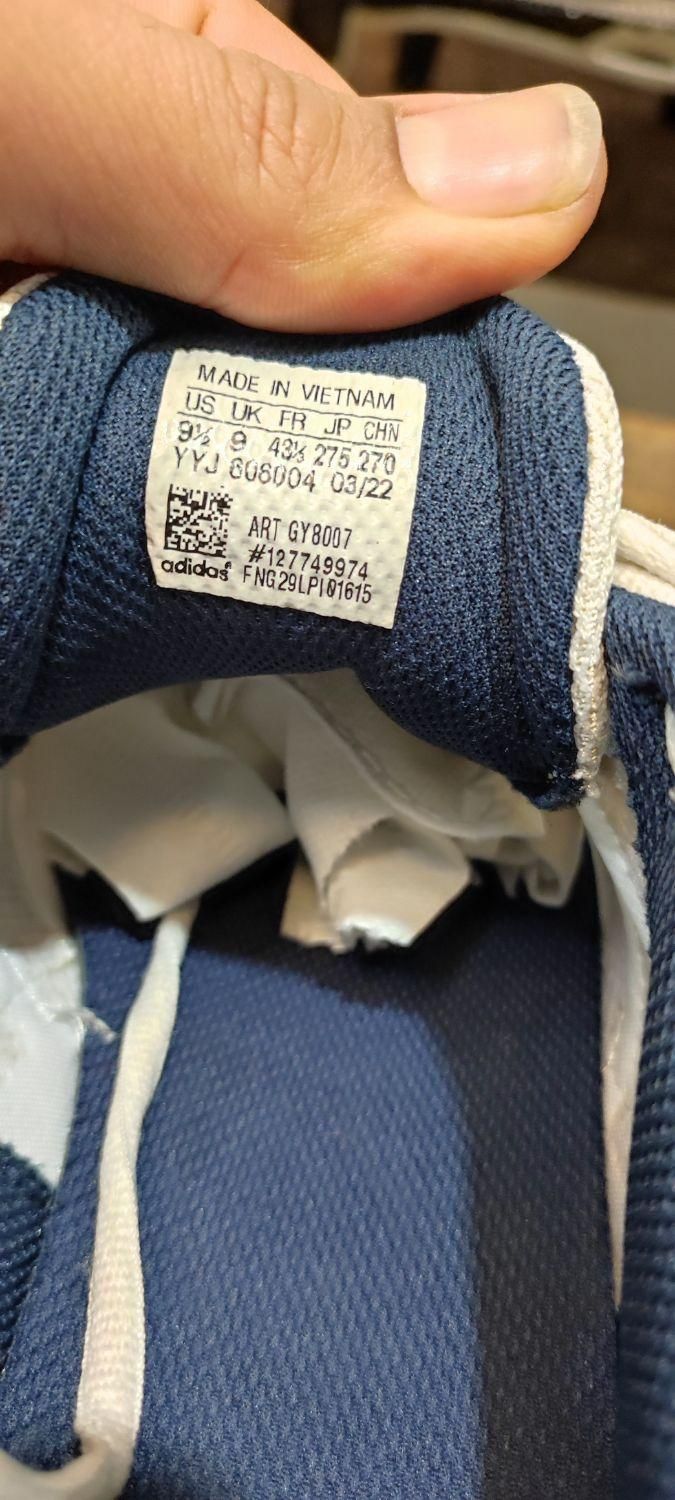 MADE IN VIETNAM
US UK FR JP CHN
9½ 9 43⅓ 275 270
YYJ 606004 03/22
ART GY8007
#127749974
adidas FNG29LPI01615